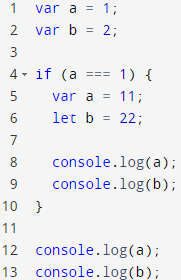 1 var a = 1;
2 var b = 2;
3
4 if (a === 1) {
5   var a = 11;
6   let b = 22;
7
8   console.log(a);
9   console.log(b);
10 }
11
12 console.log(a);
13 console.log(b);